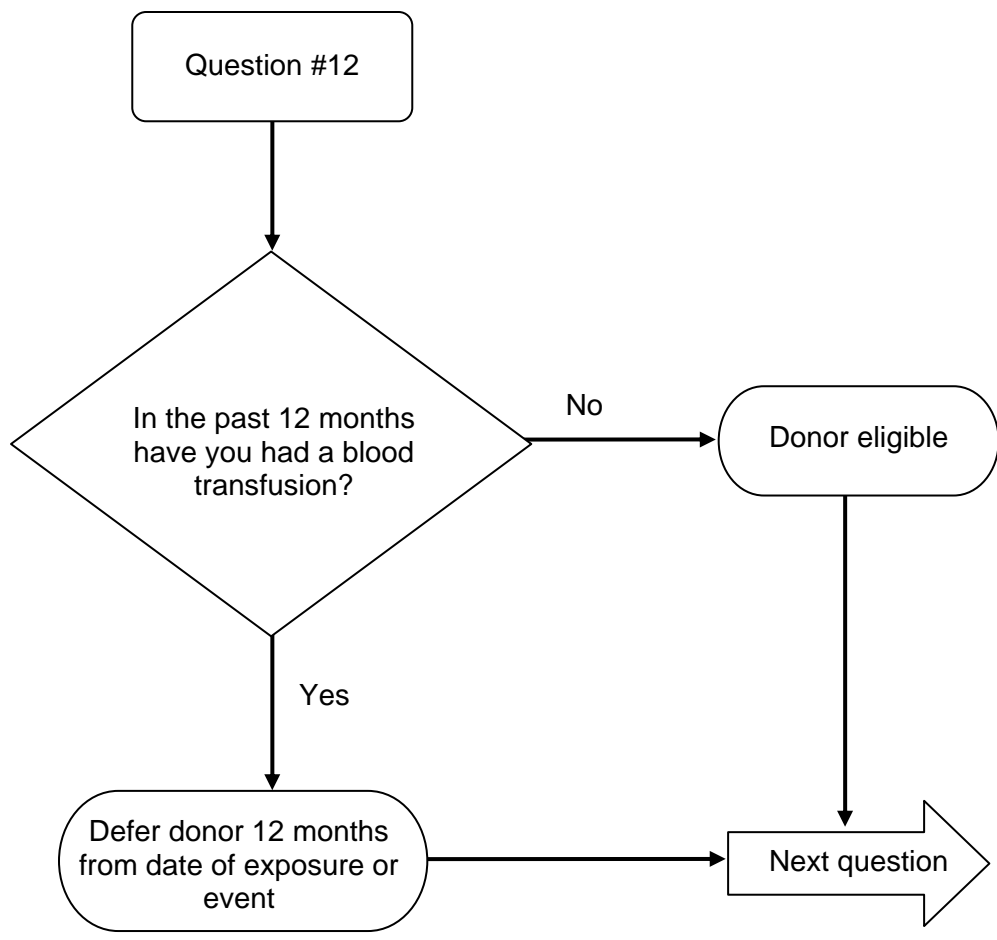 Question #12
In the past 12 months
have you had a blood
transfusion?
No
Donor eligible
Yes
Defer donor 12 months
from date of exposure or
event
Next question